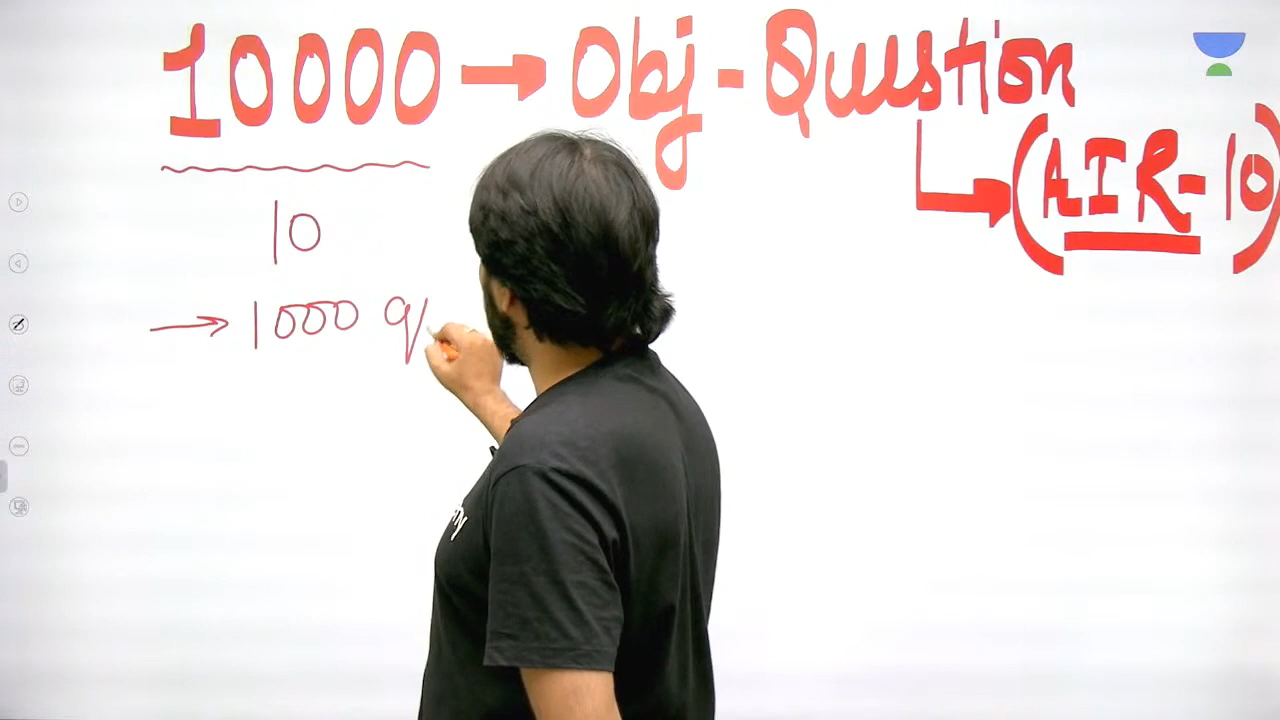 10000 → Obj-Question
(AIR-10)
10
→ 1000 q/